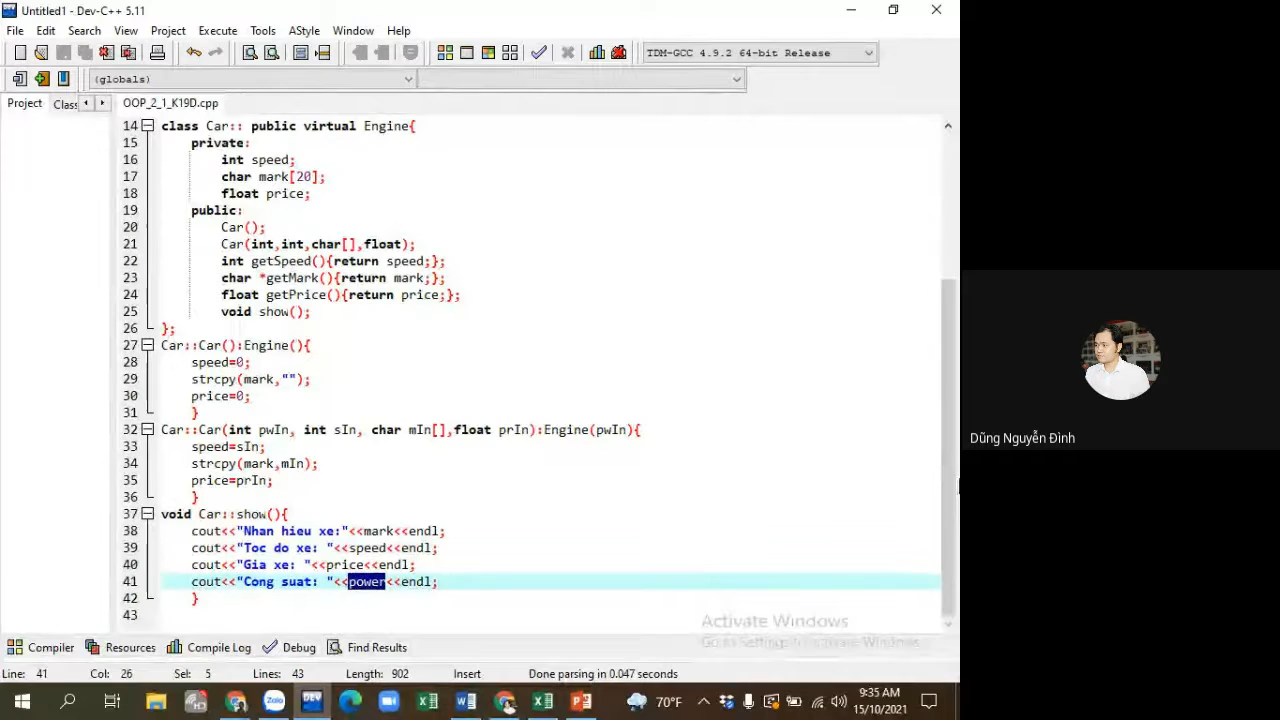 Untitled1 - Dev-C++ 5.11
File Edit Search View Project Execute Tools AStyle Window Help
TDM-GCC 4.9.2 64-bit Release
(globals)
Project Class OOP_2_1_K19D.cpp
14 class Car:: public virtual Engine{
15 private:
16 int speed;
17 char mark[20];
18 float price;
19 public:
20 Car();
21 Car(int,int,char[],float);
22 int getSpeed(){return speed;};
23 char *getMark(){return mark;};
24 float getPrice(){return price;};
25 void show();
26 };
27 Car::Car():Engine(){
28 speed=0;
29 strcpy(mark,"");
30 price=0;
31 }
32 Car::Car(int pwIn, int sIn, char mIn[],float prIn):Engine(pwIn){
33 speed=sIn;
34 strcpy(mark,mIn);
35 price=prIn;
36 }
37 void Car::show(){
38 cout<<"Nhan hieu xe:"<<mark<<endl;
39 cout<<"Toc do xe: "<<speed<<endl;
40 cout<<"Gia xe: "<<price<<endl;
41 cout<<"Cong suat: "<<power<<endl;
42 }
43
Activate Windows
Go to Settings to activate Windows.
Compiler Resources Compile Log Debug Find Results
Line: 41 Col: 26 Sel: 5 Lines: 43 Length: 902 Insert Done parsing in 0.047 seconds
Zalo DEV 70°F 9:35 AM
15/10/2021
Dũng Nguyễn Đình